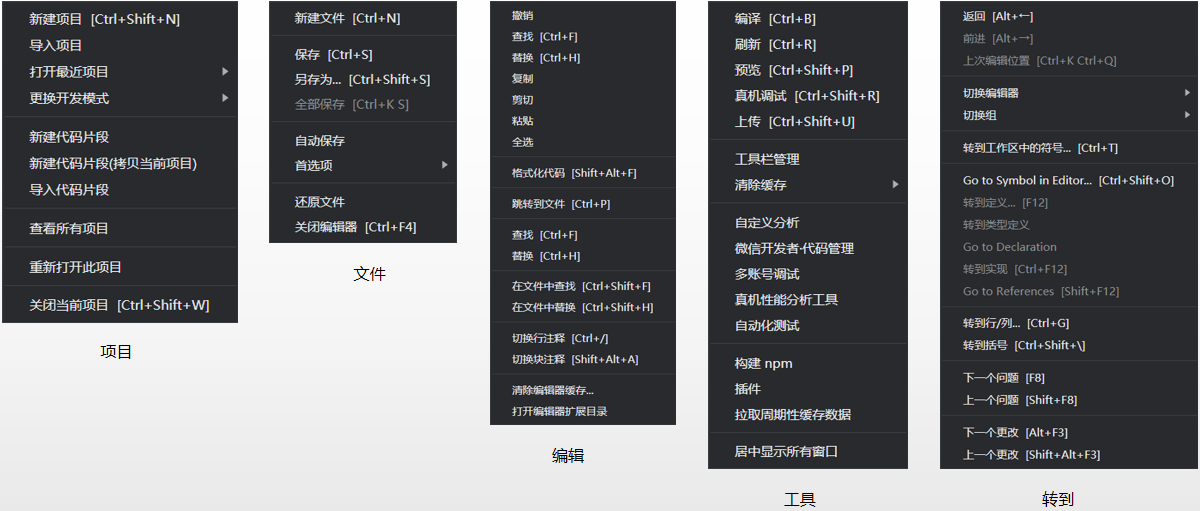 新建项目 [Ctrl+Shift+N]
导入项目
打开最近项目
更换开发模式
新建代码片段
新建代码片段(拷贝当前项目)
导入代码片段
查看所有项目
重新打开此项目
关闭当前项目 [Ctrl+Shift+W]
项目
新建文件 [Ctrl+N]
保存 [Ctrl+S]
另存为... [Ctrl+Shift+S]
全部保存 [Ctrl+K S]
自动保存
首选项
还原文件
关闭编辑器 [Ctrl+F4]
文件
撤销
查找 [Ctrl+F]
替换 [Ctrl+H]
复制
剪切
粘贴
全选
格式化代码 [Shift+Alt+F]
跳转到文件 [Ctrl+P]
查找 [Ctrl+F]
替换 [Ctrl+H]
在文件中查找 [Ctrl+Shift+F]
在文件中替换 [Ctrl+Shift+H]
切换行注释 [Ctrl+/]
切换块注释 [Shift+Alt+A]
清除编辑器缓存...
打开编辑器扩展目录
编辑
编译 [Ctrl+B]
刷新 [Ctrl+R]
预览 [Ctrl+Shift+P]
真机调试 [Ctrl+Shift+R]
上传 [Ctrl+Shift+U]
工具栏管理
清除缓存
自定义分析
微信开发者·代码管理
多账号调试
真机性能分析工具
自动化测试
构建 npm
插件
拉取周期性缓存数据
居中显示所有窗口
工具
返回 [Alt+←]
前进 [Alt+→]
上次编辑位置 [Ctrl+K Ctrl+Q]
切换编辑器
切换组
转到工作区中的符号... [Ctrl+T]
Go to Symbol in Editor... [Ctrl+Shift+O]
转到定义... [F12]
转到类型定义
Go to Declaration
转到实现 [Ctrl+F12]
Go to References [Shift+F12]
转到行/列... [Ctrl+G]
转到括号 [Ctrl+Shift+\]
下一个问题 [F8]
上一个问题 [Shift+F8]
下一个更改 [Alt+F3]
上一个更改 [Shift+Alt+F3]
转到